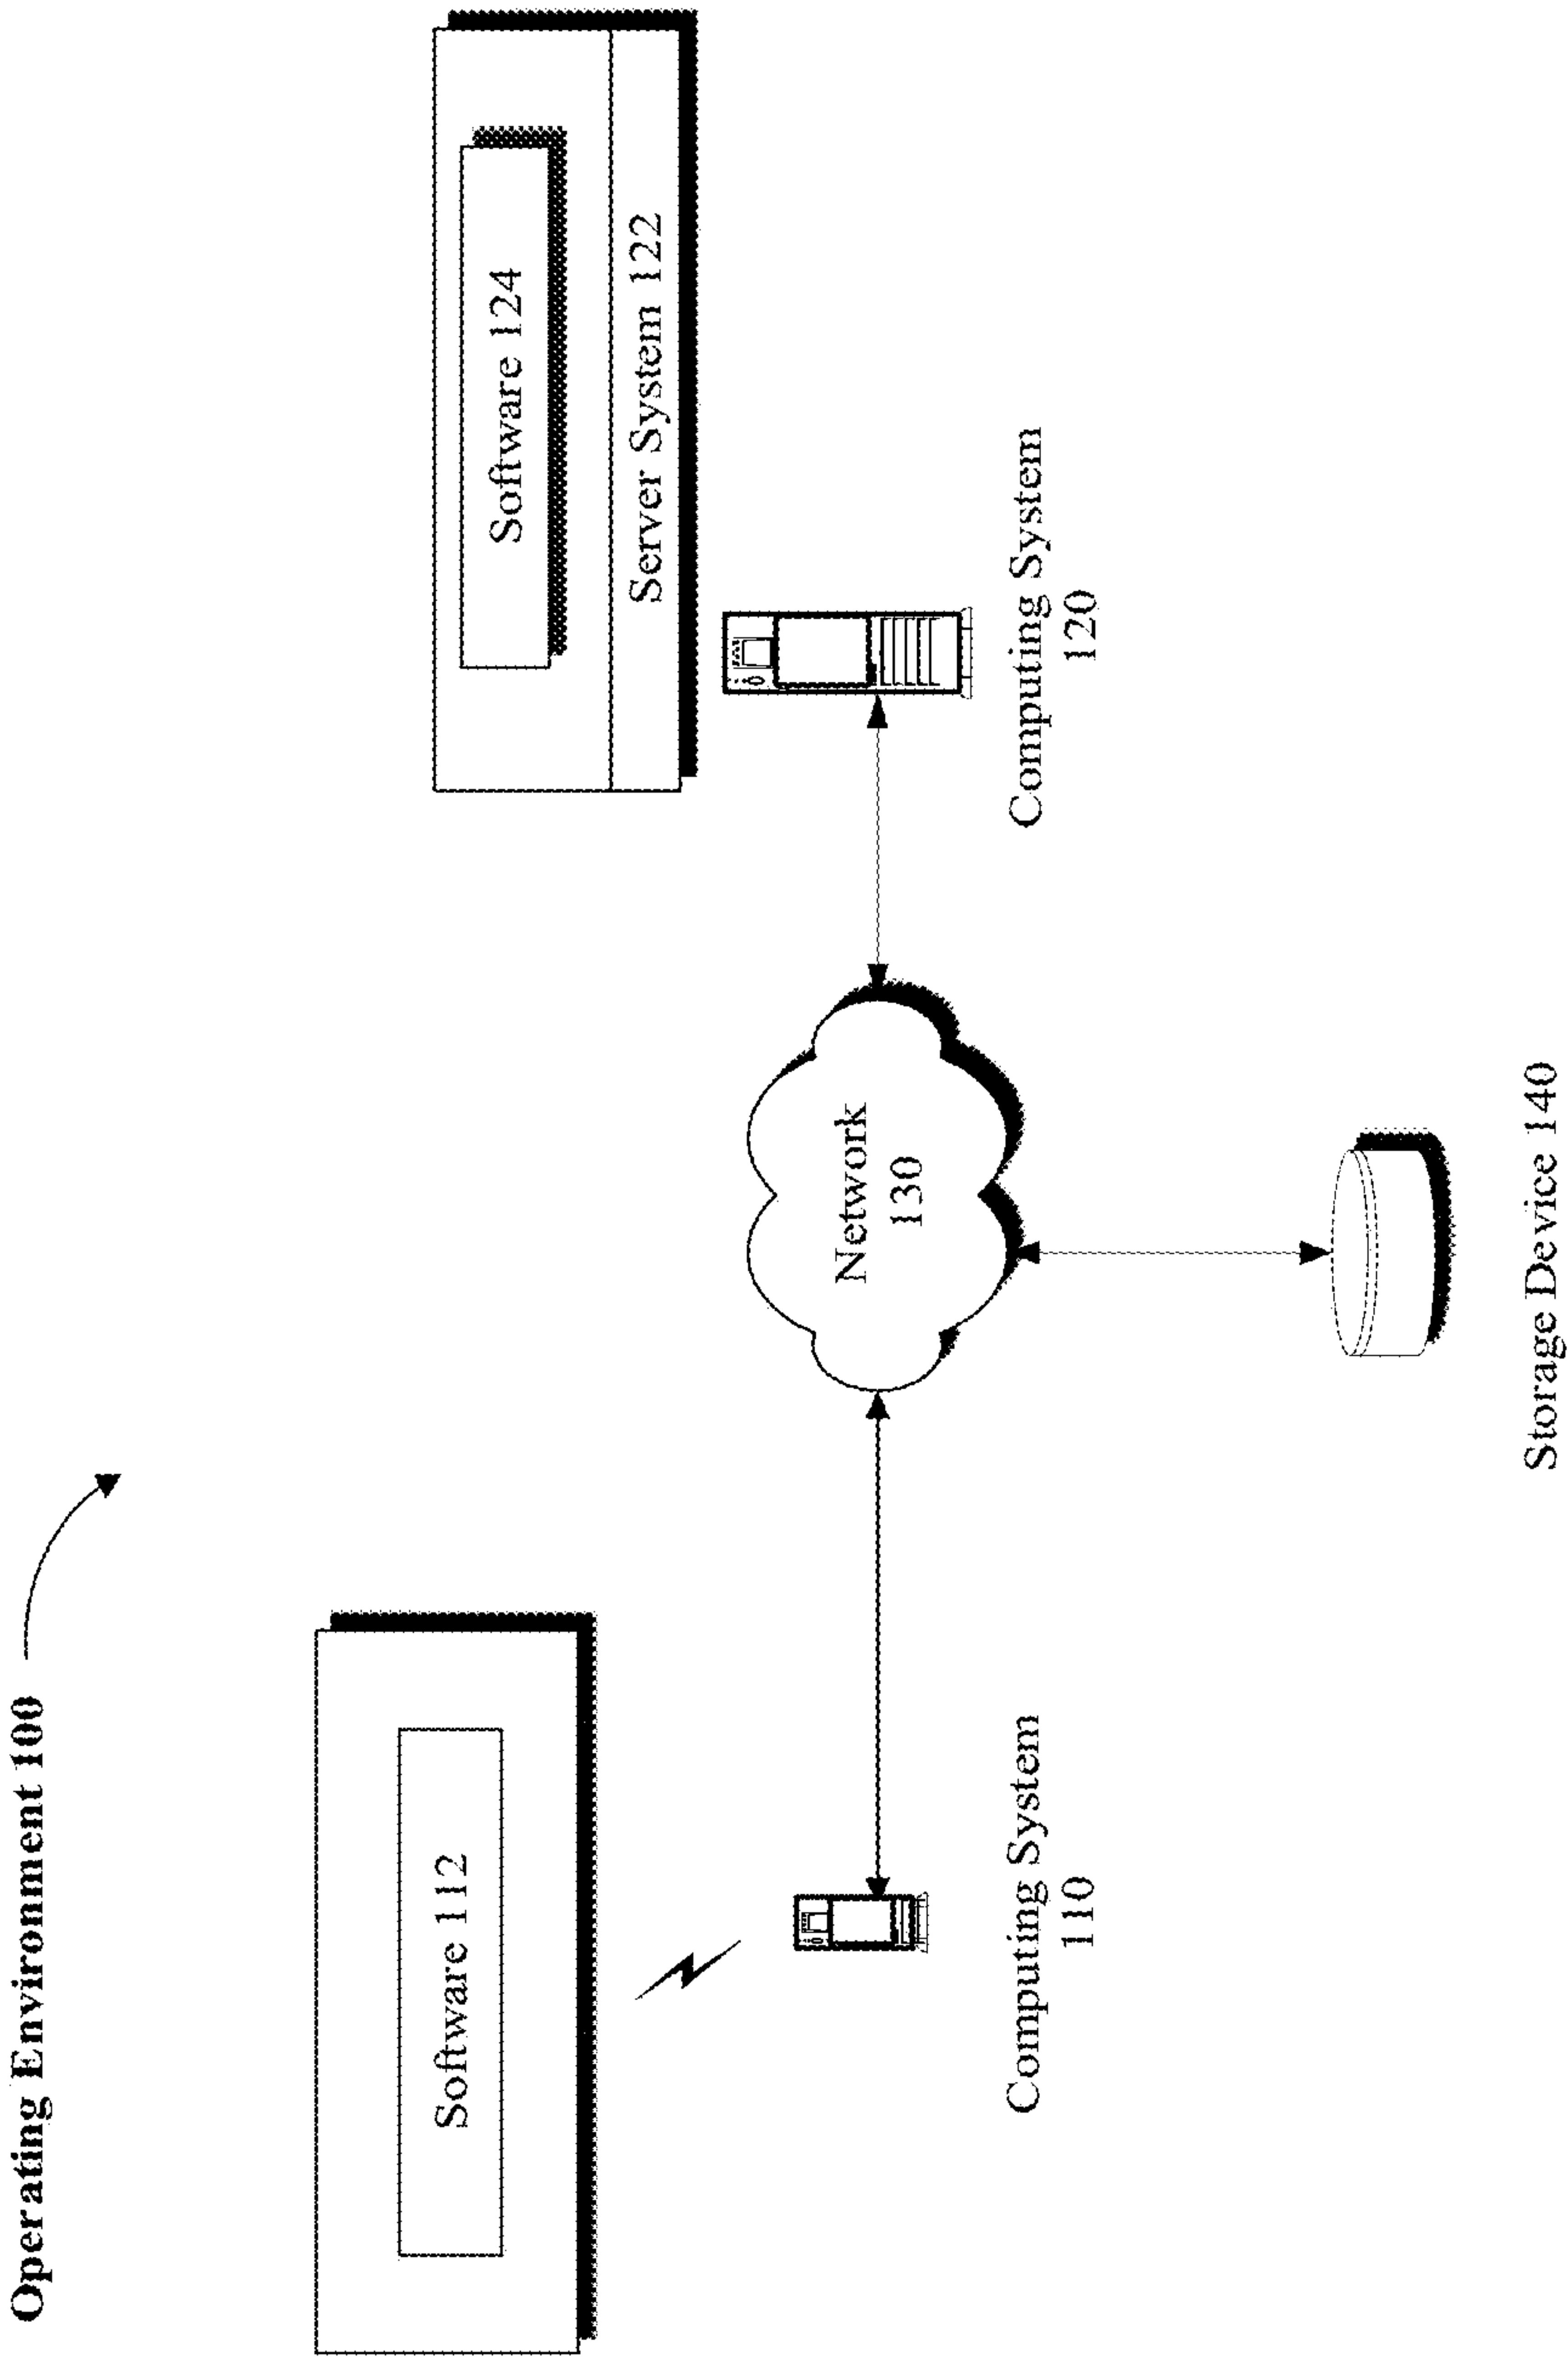 Operating Environment 100
Software 112
Software 124
Server System 122
Network
130
Computing System
110
Computing System
120
Storage Device 140